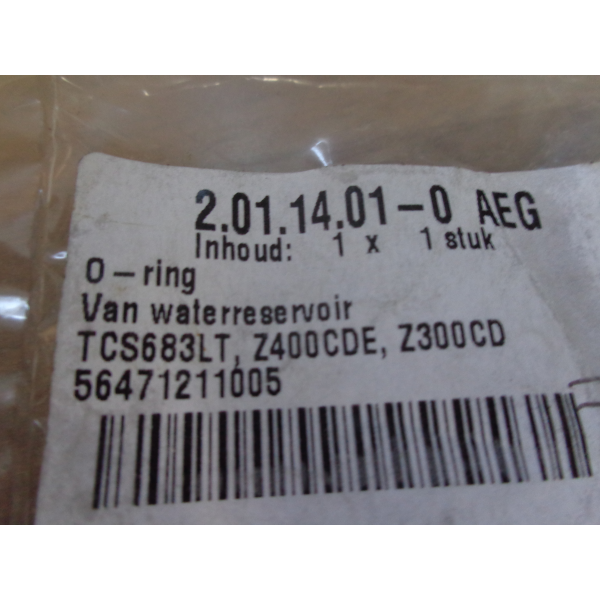 2.01.14.01-0 AEG
Inhoud: 1 x 1 stuk
O-ring
Van waterreservoir
TCS683LT, Z400CDE, Z300CD
56471211005